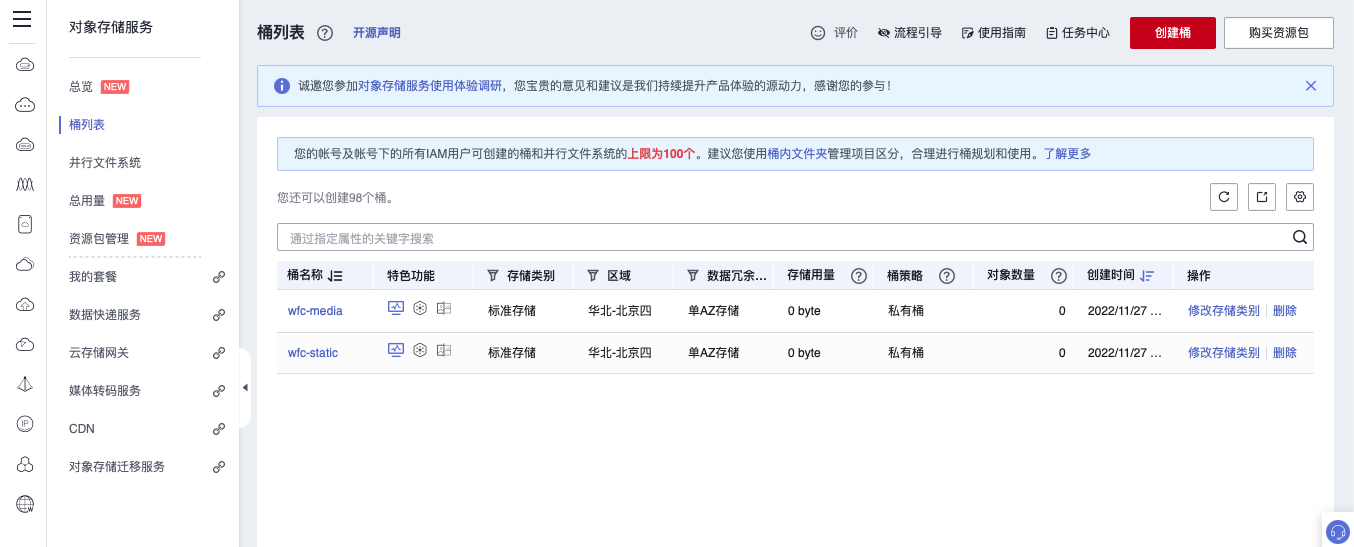 对象存储服务
总览 NEW
桶列表
并行文件系统
总用量 NEW
资源包管理 NEW
我的套餐
数据快递服务
云存储网关
媒体转码服务
CDN
对象存储迁移服务
IP
W
桶列表 ? 开源声明
评价 流程引导 使用指南 任务中心 创建桶 购买资源包
诚邀您参加对象存储服务使用体验调研，您宝贵的意见和建议是我们持续提升产品体验的源动力，感谢您的参与！
您的帐号及帐号下的所有IAM用户可创建的桶和并行文件系统的上限为100个。建议您使用桶内文件夹管理项目区分，合理进行桶规划和使用。了解更多
您还可以创建98个桶。
通过指定属性的关键字搜索
桶名称 特色功能 存储类别 区域 数据冗余... 存储用量 ? 桶策略 ? 对象数量 ? 创建时间 操作
wfc-media 标准存储 华北-北京四 单AZ存储 0 byte 私有桶 0 2022/11/27 ... 修改存储类别 删除
wfc-static 标准存储 华北-北京四 单AZ存储 0 byte 私有桶 0 2022/11/27 ... 修改存储类别 删除